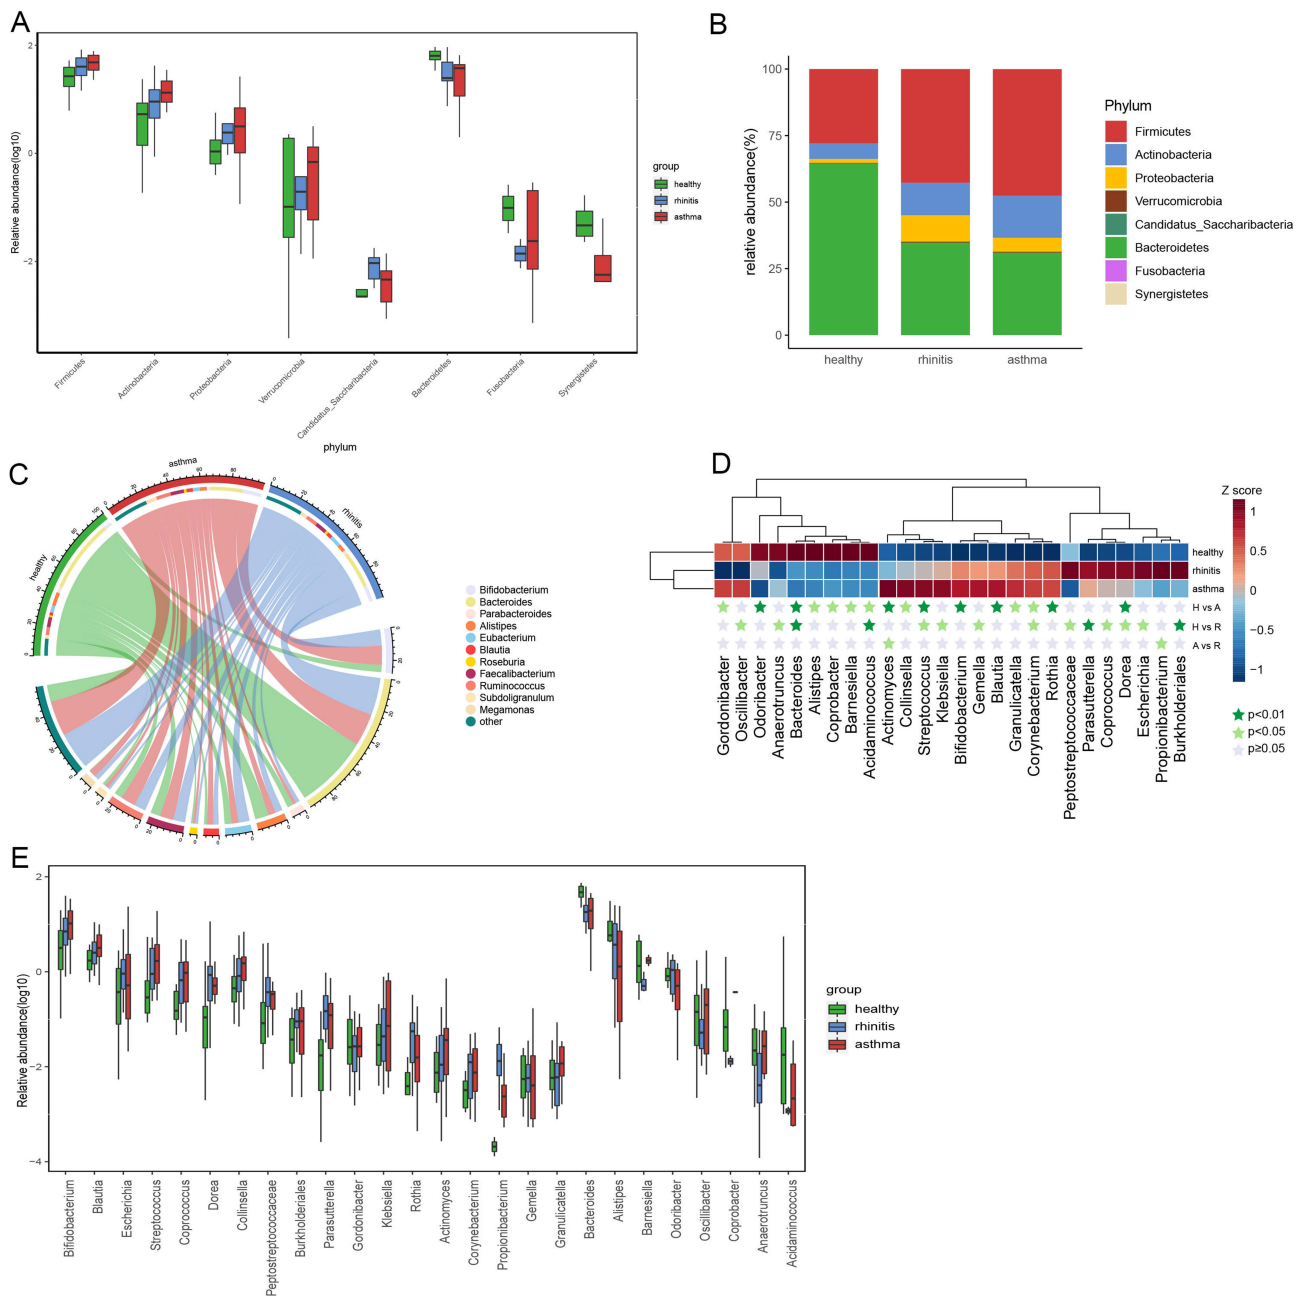 A
Relative abundance(log10)
2
0
−2
Firmicules
Actinobacteria
Proteobacteria
Verrucomicrobia
Candidatus_Saccharibacteria
Bacteroidetes
Fusobacteria
Synergistetes
phylum
group
healthy
rhinitis
asthma
B
relative abundance(%)
100
75
50
25
0
healthy
rhinitis
asthma
Phylum
Firmicutes
Actinobacteria
Proteobacteria
Verrucomicrobia
Candidatus_Saccharibacteria
Bacteroidetes
Fusobacteria
Synergistetes
C
asthma
rhinitis
healthy
Bifidobacterium
Bacteroides
Parabacteroides
Alistipes
Eubacterium
Blautia
Roseburia
Faecalibacterium
Ruminococcus
Subdoligranulum
Megamonas
other
D
Z score
1
0.5
0
−0.5
−1
healthy
rhinitis
asthma
H vs A
H vs R
A vs R
Gordonibacter
Oscillibacter
Odoribacter
Anaerotruncus
Bacteroides
Alistipes
Coprobacter
Barnesiella
Acidaminococcus
Actinomyces
Collinsella
Streptococcus
Klebsiella
Bifidobacterium
Gemella
Blautia
Granulicatella
Corynebacterium
Rothia
Peptostreptococcaceae
Parasutterella
Coprococcus
Dorea
Escherichia
Propionibacterium
Burkholderiales
p<0.01
p<0.05
p≥0.05
E
Relative abundance(log10)
2
0
−2
−4
Bifidobacterium
Blautia
Escherichia
Streptococcus
Coprococcus
Dorea
Collinsella
Peptostreptococcaceae
Burkholderiales
Parasutterella
Gordonibacter
Klebsiella
Rothia
Actinomyces
Corynebacterium
Propionibacterium
Gemella
Granulicatella
Bacteroides
Alistipes
Barnesiella
Odoribacter
Oscillibacter
Coprobacter
Anaerotruncus
Acidaminococcus
group
healthy
rhinitis
asthma